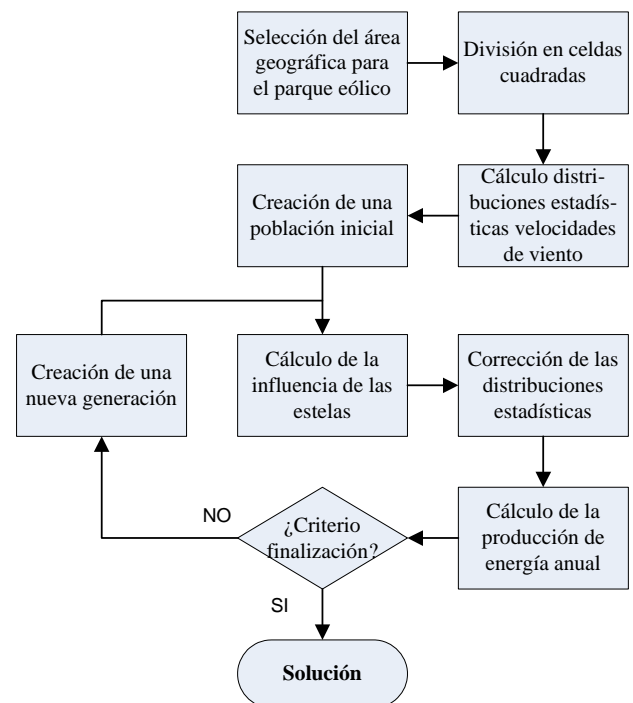 Selección del área
geográfica para
el parque eólico
División en celdas
cuadradas
Cálculo distri-
buciones estadís-
ticas velocidades
de viento
Creación de una
población inicial
Creación de una
nueva generación
Cálculo de la
influencia de las
estelas
Corrección de las
distribuciones
estadísticas
Cálculo de la
producción de
energía anual
¿Criterio
finalización?
NO
SI
Solución